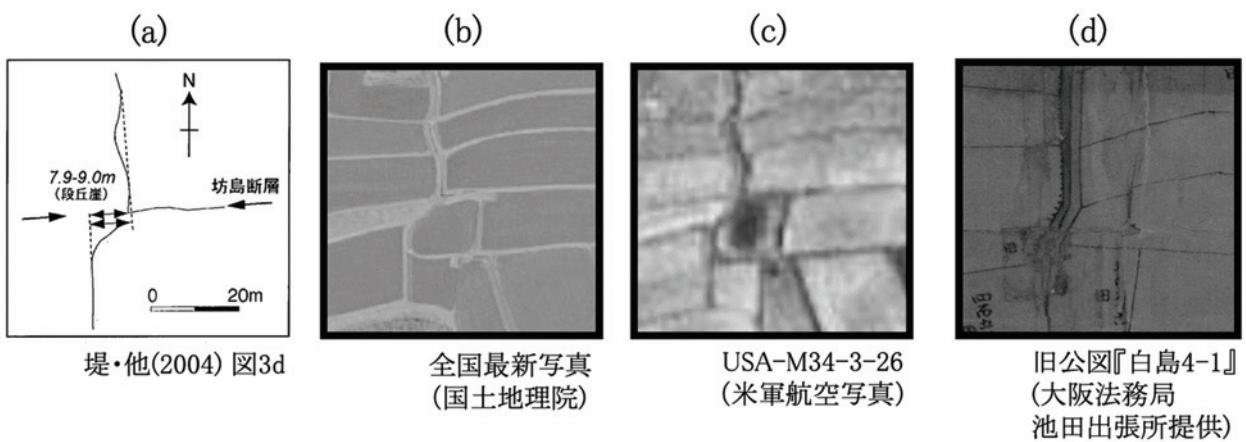 (a)
(b)
(c)
(d)
N
7.9-9.0m
(段丘崖)
坊島断層
0 20m
堤・他(2004) 図3d
全国最新写真
(国土地理院)
USA-M34-3-26
(米軍航空写真)
旧公図『白島4-1』
(大阪法務局
池田出張所提供)
田
田